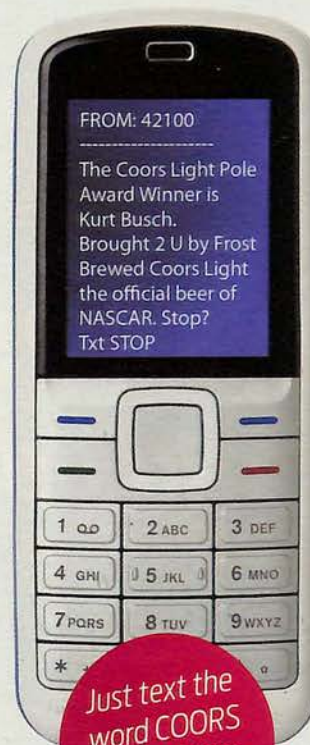 FROM: 42100
--------------------
The Coors Light Pole
Award Winner is
Kurt Busch.
Brought 2 U by Frost
Brewed Coors Light
the official beer of
NASCAR. Stop?
Txt STOP
1 2 ABC 3 DEF
4 GHI 5 JKL 6 MNO
7 PQRS 8 TUV 9 WXYZ
*
Just text the
word COORS